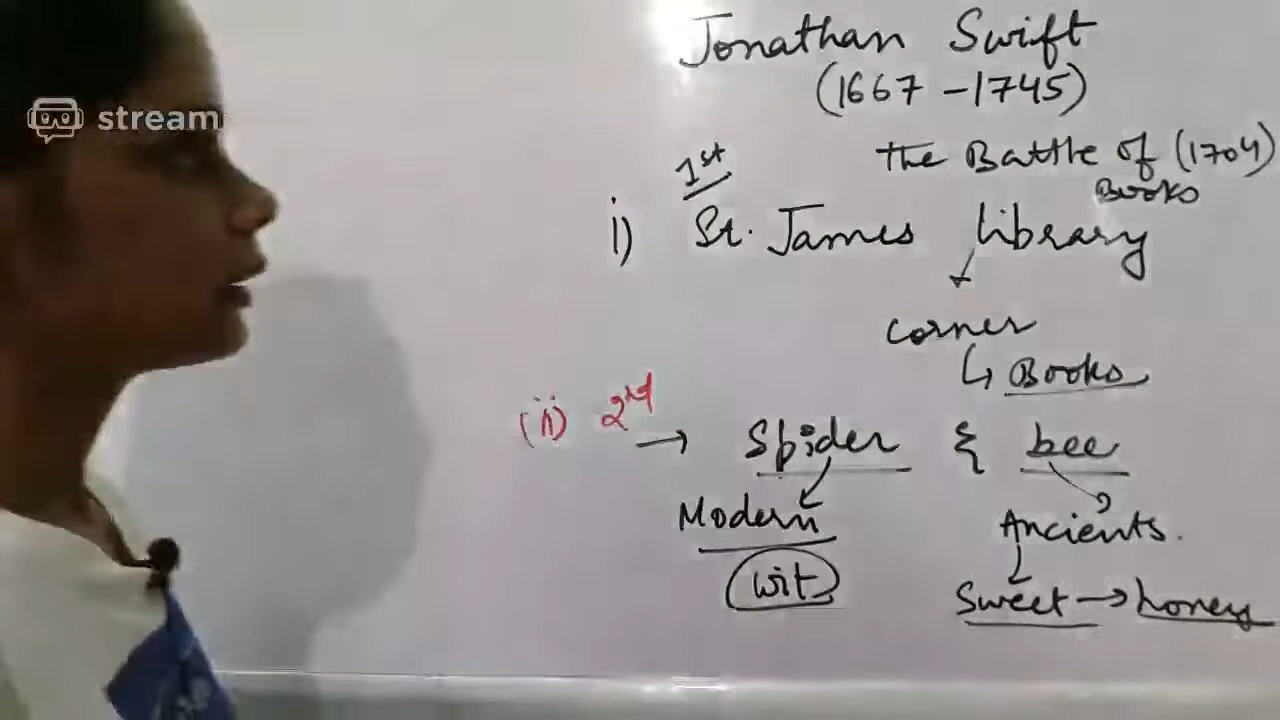 stream
Jonathan Swift
(1667 - 1745)
The Battle of (1704)
Books
1st
i) St. James library
corner
Books
(ii) 2nd → Spider & bee
Modern Ancients.
wit
Sweet → honey